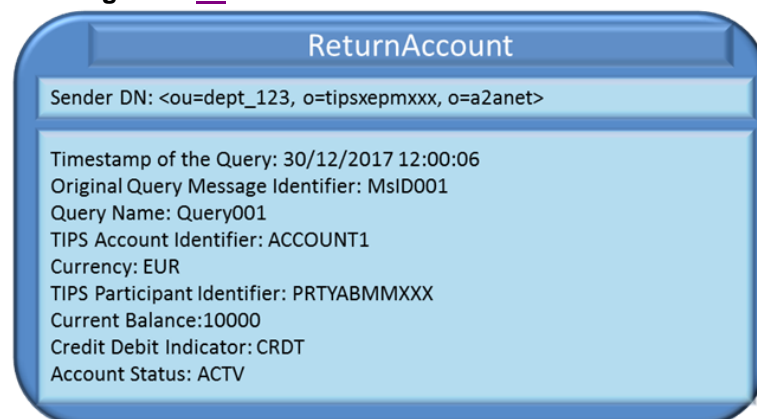 ReturnAccount
Sender DN: <ou=dept_123, o=tipsxepmxxx, o=a2anet>
Timestamp of the Query: 30/12/2017 12:00:06
Original Query Message Identifier: MsID001
Query Name: Query001
TIPS Account Identifier: ACCOUNT1
Currency: EUR
TIPS Participant Identifier: PRTYABMMXXX
Current Balance:10000
Credit Debit Indicator: CRDT
Account Status: ACTV